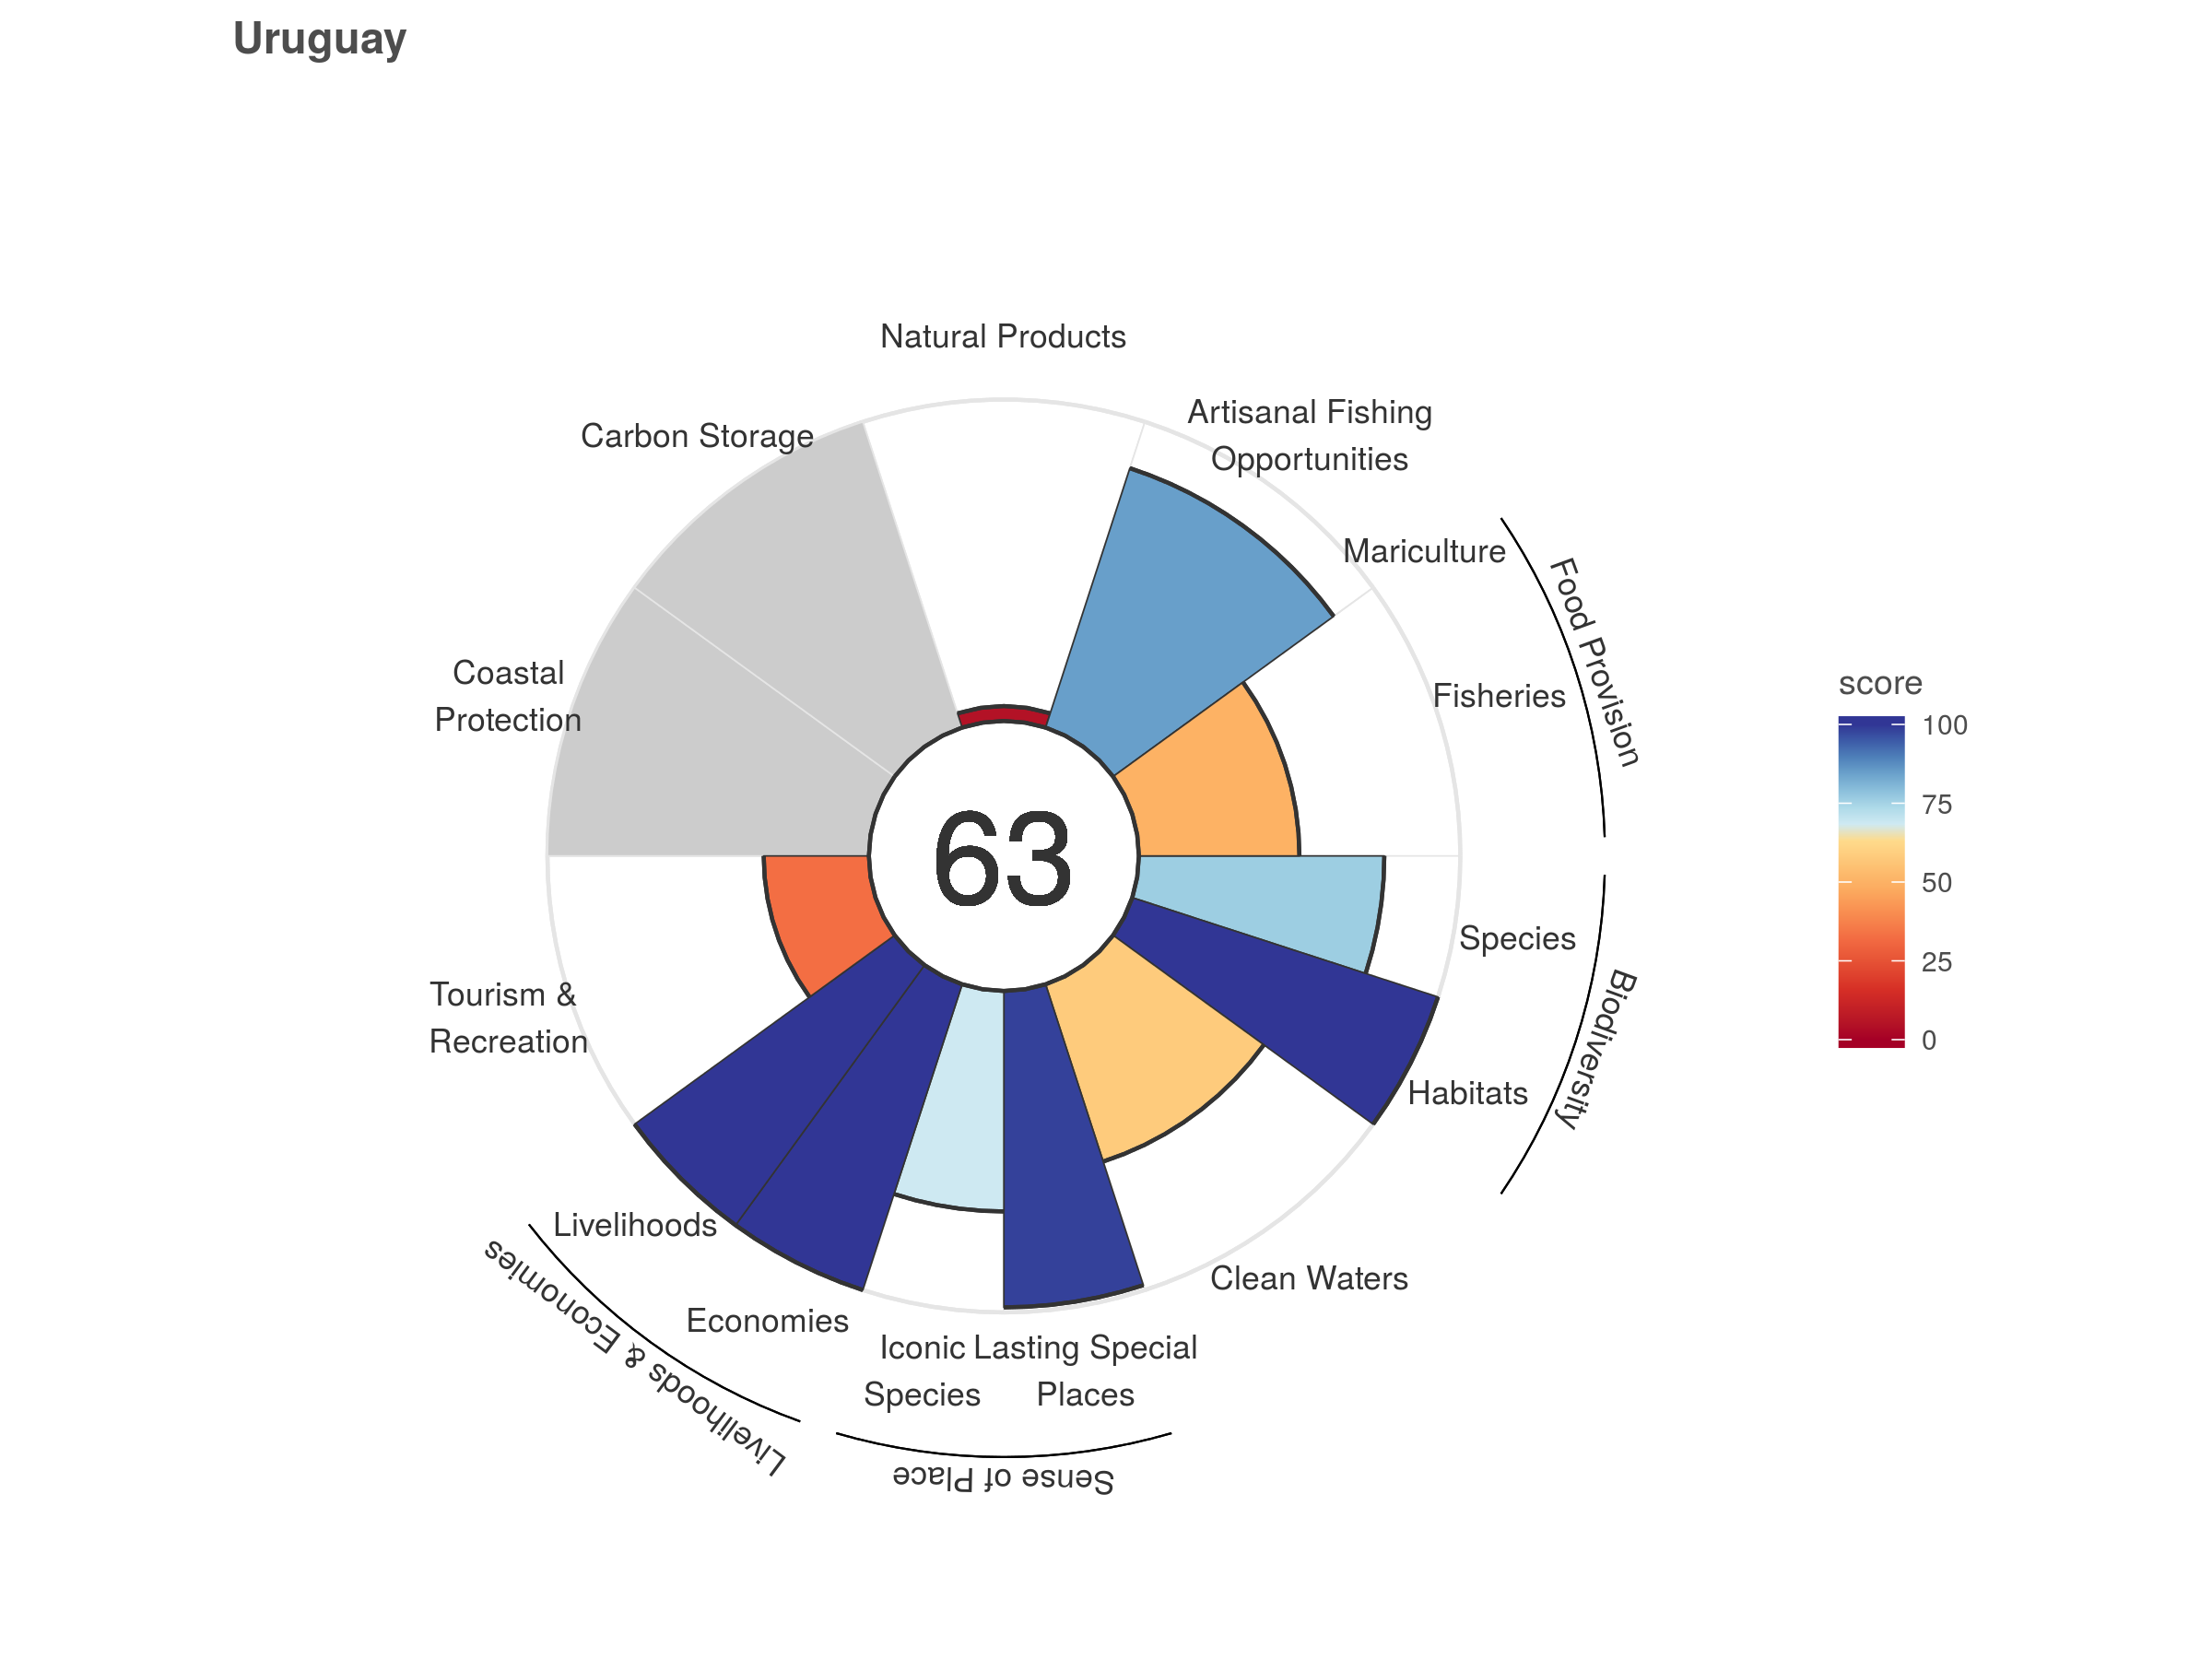 Uruguay
Natural Products
Artisanal Fishing
Opportunities
Carbon Storage
Mariculture
Food Provision
Coastal
Protection
Fisheries
63
score
100
75
50
25
0
Species
Biodiversity
Tourism &
Recreation
Habitats
Livelihoods
Clean Waters
Economies
Livelihoods & Economies
Iconic
Species
Lasting Special
Places
Sense of Place